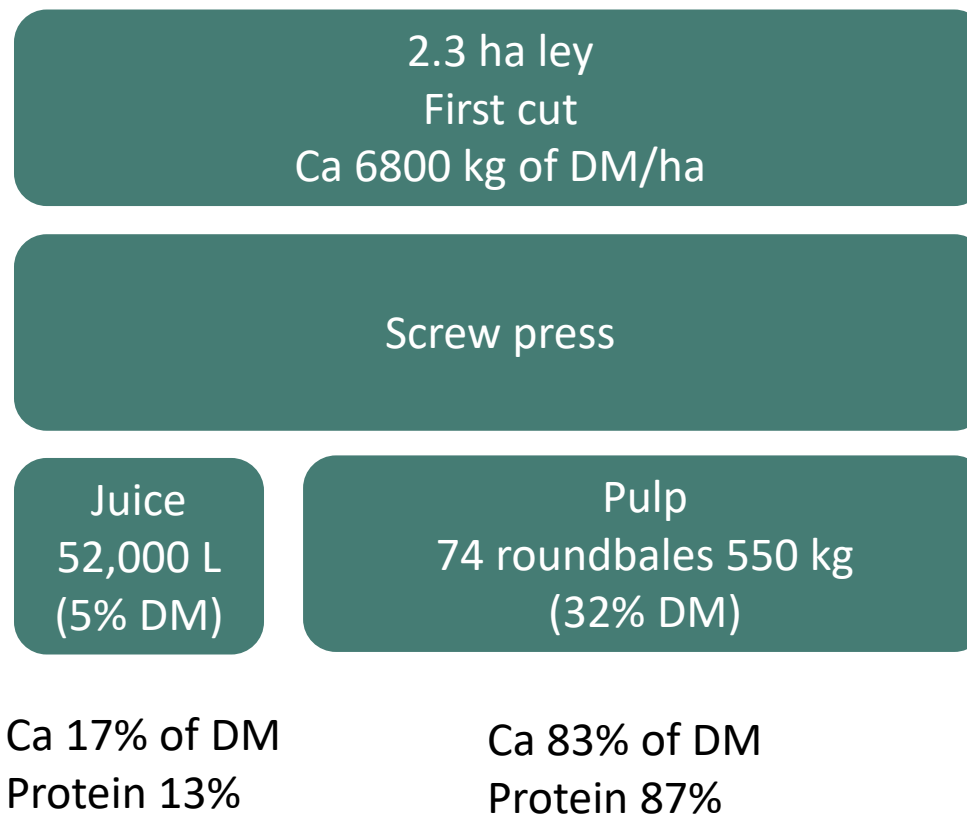 2.3 ha ley
First cut
Ca 6800 kg of DM/ha
Screw press
Juice
52,000 L
(5% DM)
Pulp
74 roundbales 550 kg
(32% DM)
Ca 17% of DM
Protein 13%
Ca 83% of DM
Protein 87%